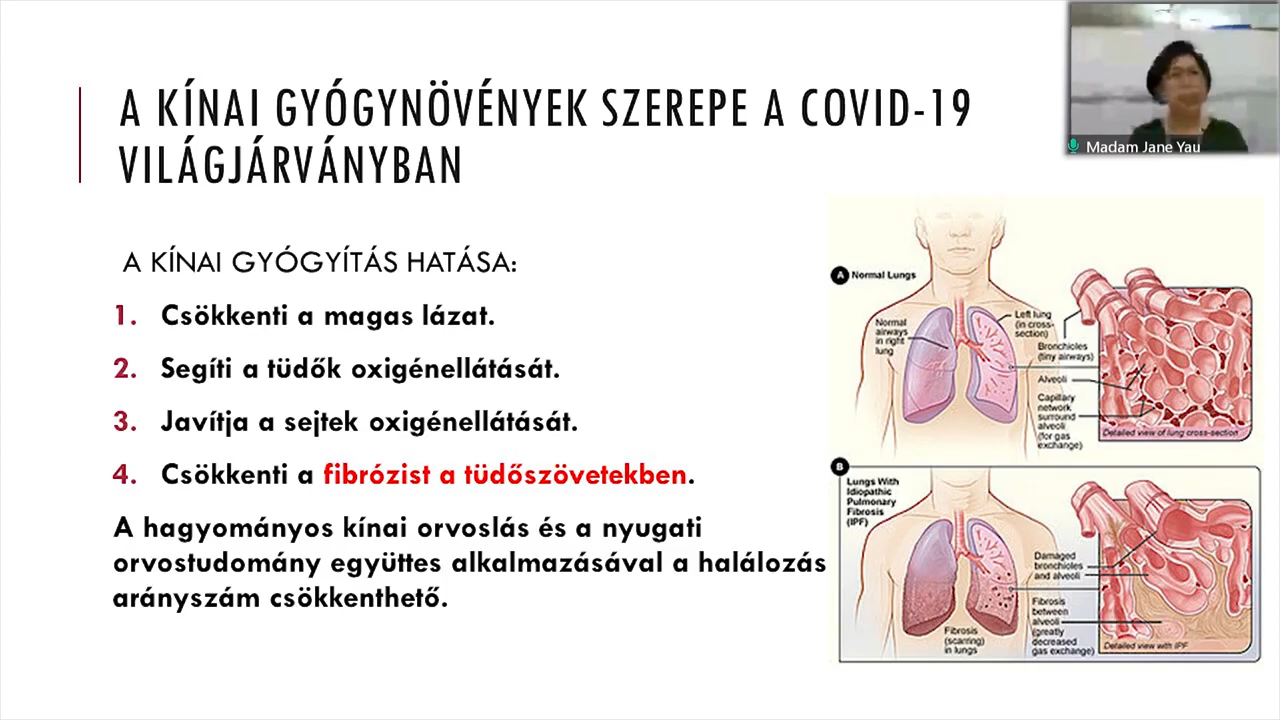 A KÍNAI GYÓGYNÖVÉNYEK SZEREPE A COVID-19
VILÁGJÁRVÁNYBAN
Madam Jane Yau
A KÍNAI GYÓGYÍTÁS HATÁSA:
1. Csökkenti a magas lázat.
2. Segíti a tüdők oxigénellátását.
3. Javítja a sejtek oxigénellátását.
4. Csökkenti a fibrózist a tüdőszövetekben.
A hagyományos kínai orvoslás és a nyugati
orvostudomány együttes alkalmazásával a halálozás
arányszám csökkenthető.
A Normal Lungs
Normal
airways
in right
lung
Left lung
(in cross-
section)
Bronchioles
(tiny airways)
Alveoli
Capillary
network
surround
alveoli
(for gas
exchange)
Detailed view of lung cross-section
B
Lungs With
Idiopathic
Pulmonary
Fibrosis
(IPF)
Damaged
bronchioles
and alveoli
Fibrosis
between
alveoli
(greatly
decreased
gas exchange)
Fibrosis
(scarring)
in lungs
Detailed view with IPF